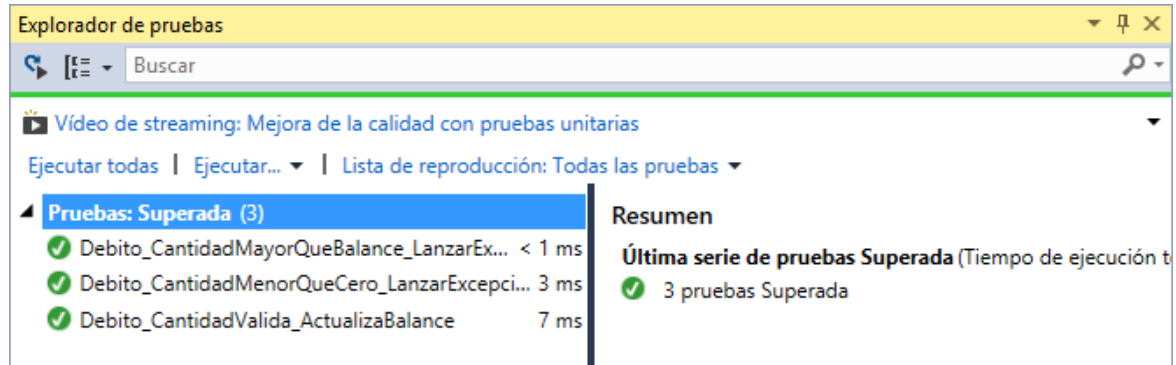 Explorador de pruebas
Buscar
Vídeo de streaming: Mejora de la calidad con pruebas unitarias
Ejecutar todas | Ejecutar... | Lista de reproducción: Todas las pruebas
Pruebas: Superada (3)
Debito_CantidadMayorQueBalance_LanzarEx... < 1 ms
Debito_CantidadMenorQueCero_LanzarExcepci... 3 ms
Debito_CantidadValida_ActualizaBalance 7 ms
Resumen
Última serie de pruebas Superada (Tiempo de ejecución t
3 pruebas Superada